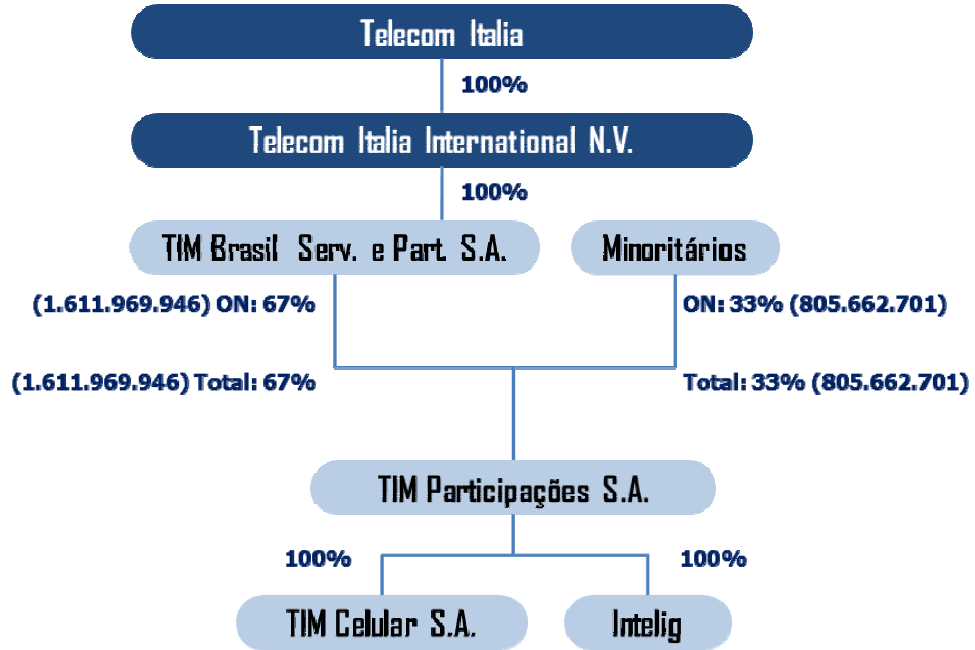 Telecom Italia
100%
Telecom Italia International N.V.
100%
TIM Brasil Serv. e Part. S.A.
Minoritários
(1.611.969.946) ON: 67%
ON: 33% (805.662.701)
(1.611.969.946) Total: 67%
Total: 33% (805.662.701)
TIM Participações S.A.
100%
100%
TIM Celular S.A.
Intelig